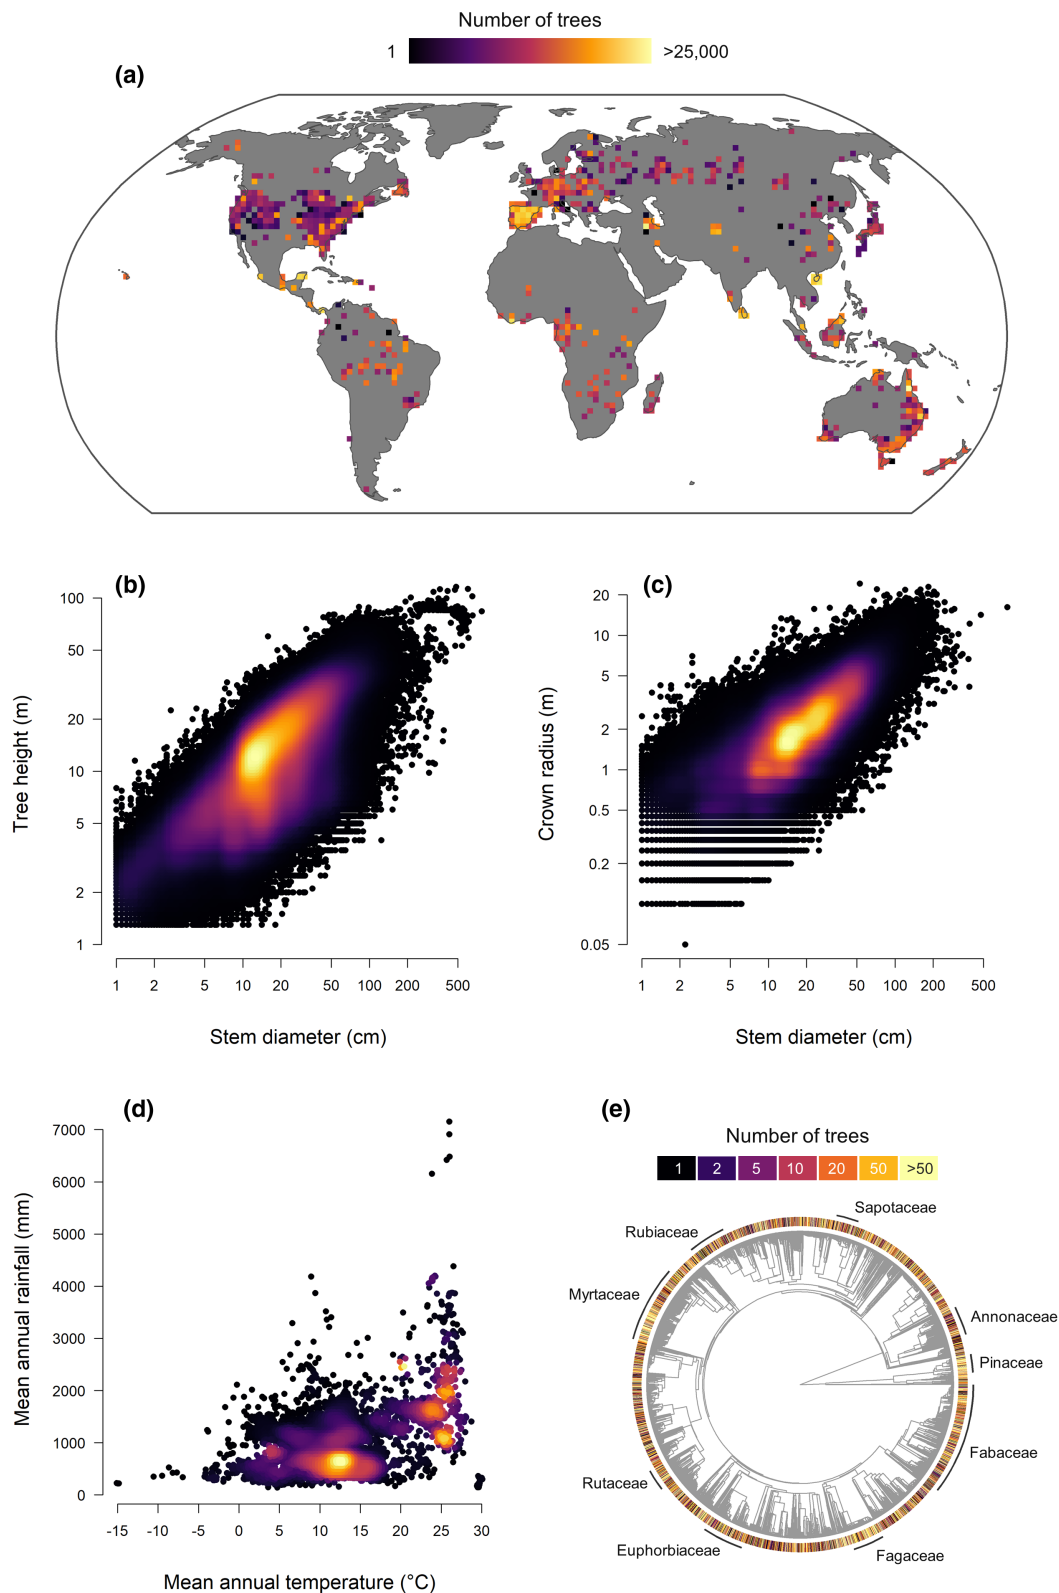 Number of trees
1 >25,000
(a)
(b) (c)
100
50
20
10
5
2
1
Tree height (m)
1 2 5 10 20 50 100 200 500
Stem diameter (cm)
20
10
5
2
1
0.5
0.2
0.05
Crown radius (m)
1 2 5 10 20 50 100 200 500
Stem diameter (cm)
(d)
7000
6000
5000
4000
3000
2000
1000
0
Mean annual rainfall (mm)
-15 -10 -5 0 5 10 15 20 25 30
Mean annual temperature (°C)
(e)
Number of trees
1 2 5 10 20 50 >50
Sapotaceae
Rubiaceae
Myrtaceae
Annonaceae
Pinaceae
Fabaceae
Rutaceae
Euphorbiaceae
Fagaceae